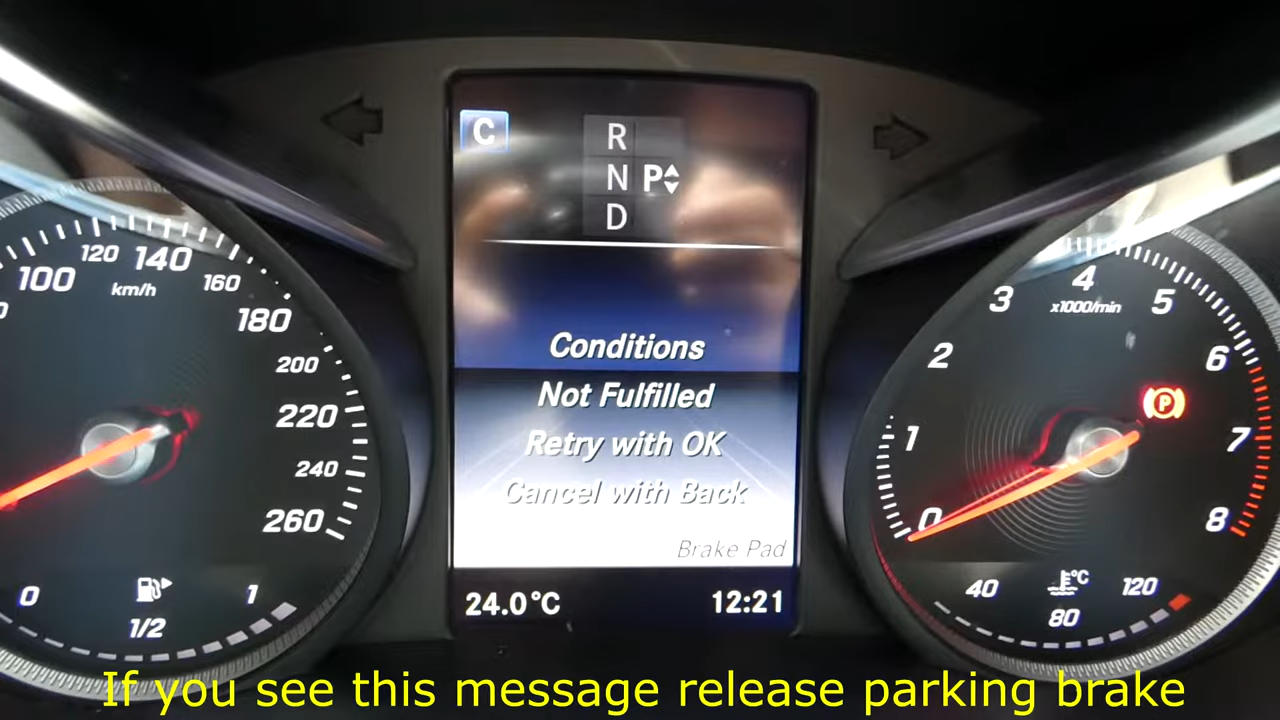 C
R
N P
D
Conditions
Not Fulfilled
Retry with OK
Cancel with Back
Brake Pad
24.0°C 12:21
100
120
140
160
180
200
220
240
260
km/h
0
1/2
1
0
1
2
3
4
5
6
7
8
x1000/min
P
40
°C
80
120
If you see this message release parking brake